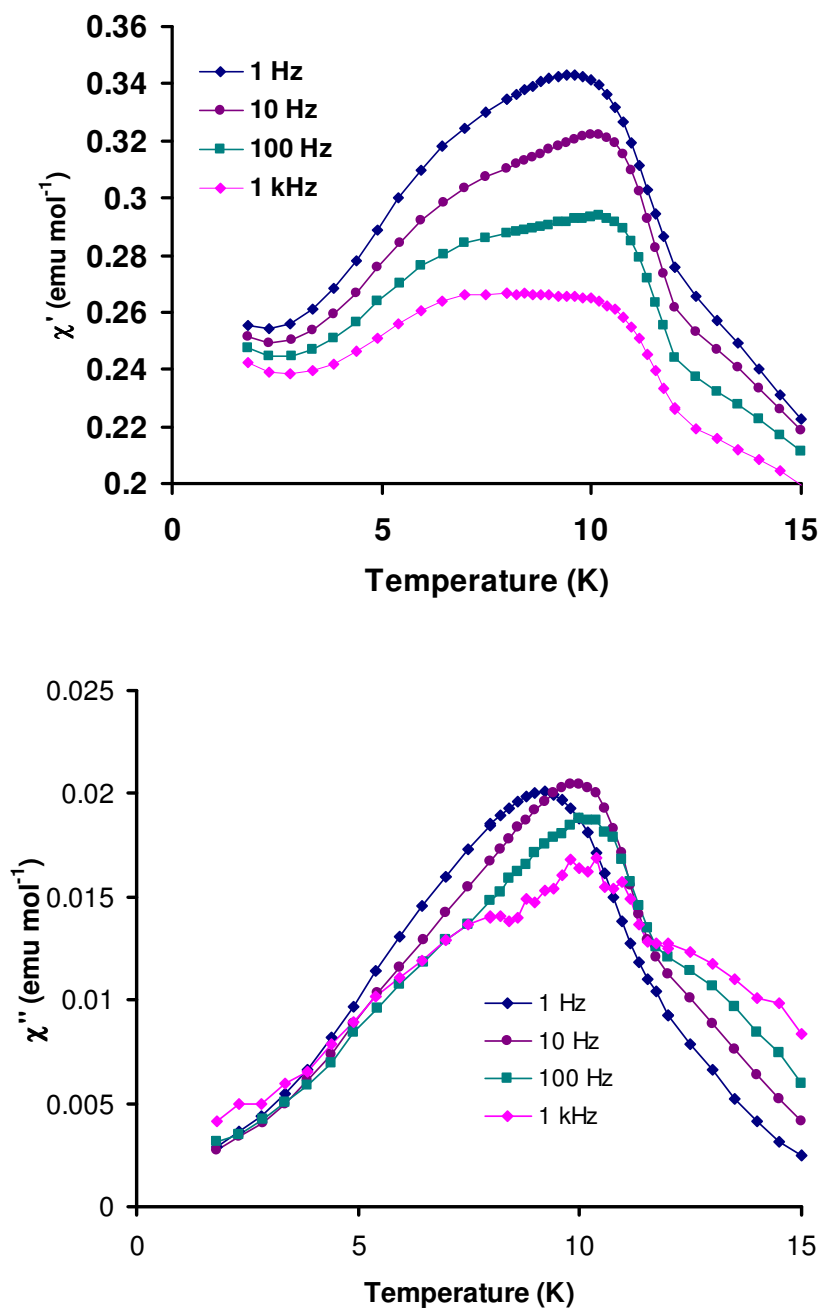 0.36
0.34
0.32
0.3
0.28
0.26
0.24
0.22
0.2
χ' (emu mol⁻¹)
1 Hz
10 Hz
100 Hz
1 kHz
0 5 10 15
Temperature (K)
0.025
0.02
0.015
0.01
0.005
0
χ'' (emu mol⁻¹)
1 Hz
10 Hz
100 Hz
1 kHz
0 5 10 15
Temperature (K)